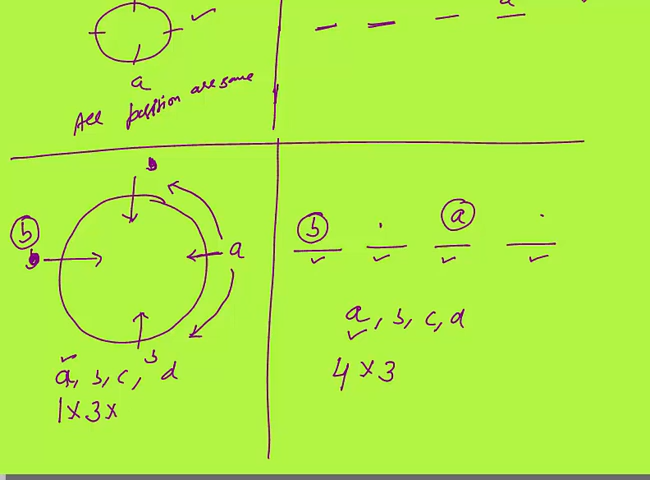 a
a
All position are same
b
b
a
b
a, b, c, d
1 x 3 x
b
a
a, b, c, d
4 x 3